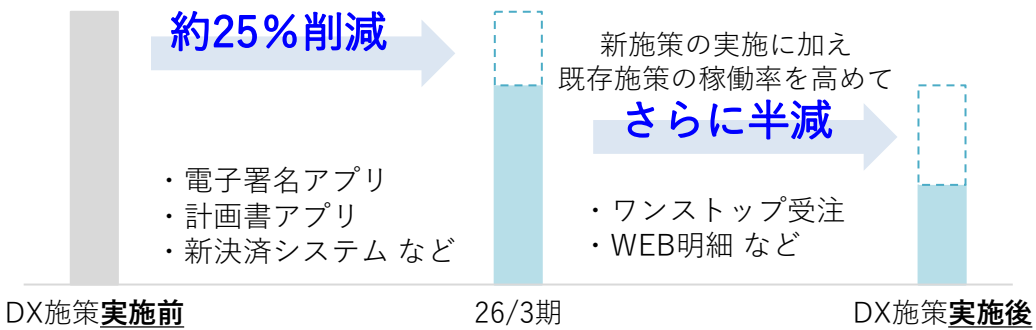 約25%削減
新施策の実施に加え
既存施策の稼働率を高めて
さらに半減
・電子署名アプリ
・計画書アプリ
・新決済システム など
・ワンストップ受注
・WEB明細 など
DX施策実施前
26/3期
DX施策実施後